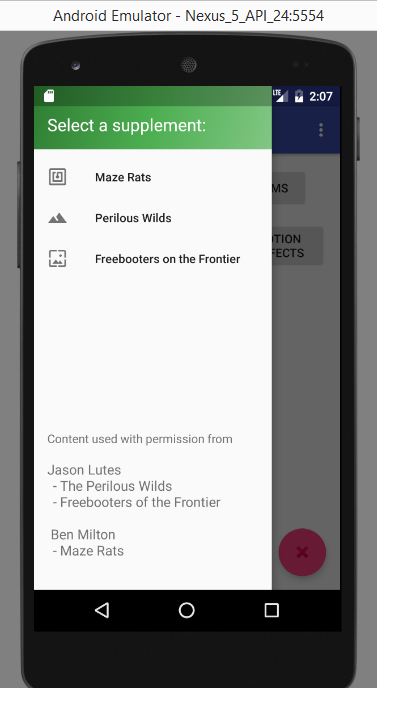 Android Emulator - Nexus_5_API_24:5554
LTE 2:07
Select a supplement:
Maze Rats
MS
Perilous Wilds
TION
FECTS
Freebooters on the Frontier
Content used with permission from
Jason Lutes
- The Perilous Wilds
- Freebooters of the Frontier
Ben Milton
- Maze Rats